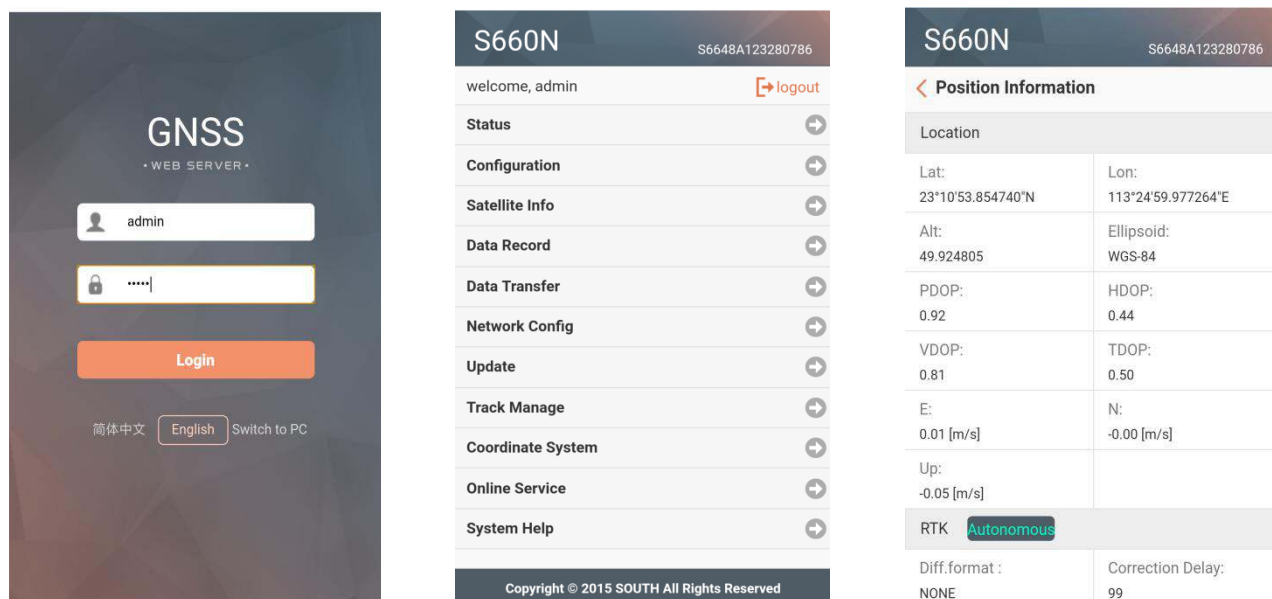 GNSS
·WEB SERVER·
admin
•••••
Login
简体中文 English Switch to PC
S660N S6648A123280786
welcome, admin logout
Status
Configuration
Satellite Info
Data Record
Data Transfer
Network Config
Update
Track Manage
Coordinate System
Online Service
System Help
Copyright © 2015 SOUTH All Rights Reserved
S660N S6648A123280786
Position Information
Location
Lat: Lon:
23°10'53.854740"N 113°24'59.977264"E
Alt: Ellipsoid:
49.924805 WGS-84
PDOP: HDOP:
0.92 0.44
VDOP: TDOP:
0.81 0.50
E: N:
0.01 [m/s] -0.00 [m/s]
Up:
-0.05 [m/s]
RTK Autonomous
Diff.format : Correction Delay:
NONE 99